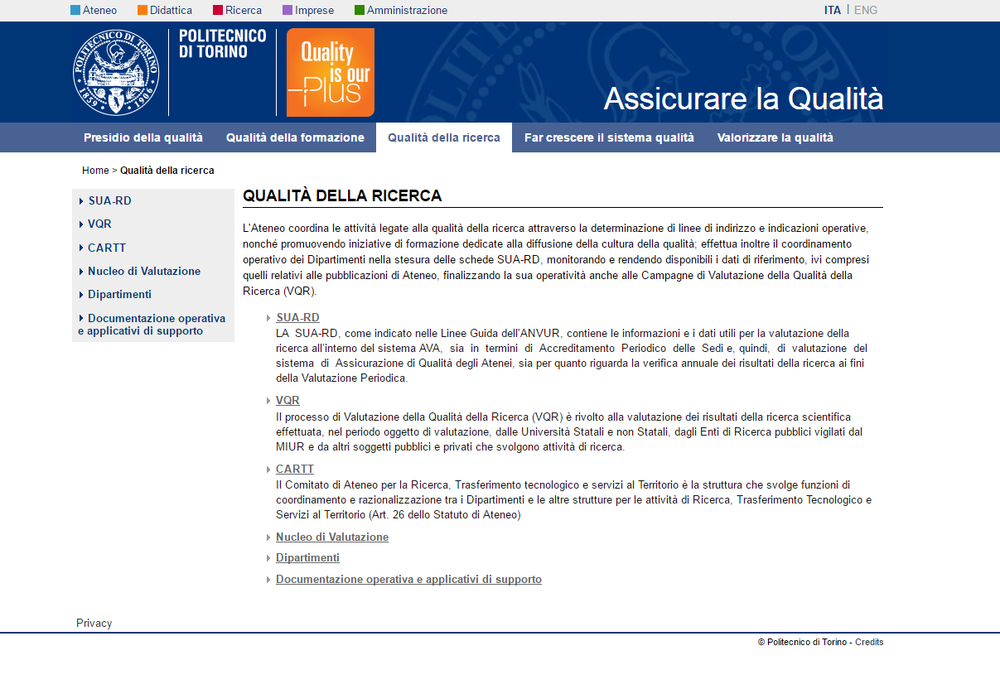 Ateneo Didattica Ricerca Imprese Amministrazione ITA | ENG
POLITECNICO DI TORINO
1859 1906
POLITECNICO
DI TORINO
Quality
is our
Plus
Assicurare la Qualità
Presidio della qualità Qualità della formazione Qualità della ricerca Far crescere il sistema qualità Valorizzare la qualità
Home > Qualità della ricerca
SUA-RD
VQR
CARTT
Nucleo di Valutazione
Dipartimenti
Documentazione operativa
e applicativi di supporto
QUALITÀ DELLA RICERCA
L'Ateneo coordina le attività legate alla qualità della ricerca attraverso la determinazione di linee di indirizzo e indicazioni operative,
nonché promuovendo iniziative di formazione dedicate alla diffusione della cultura della qualità; effettua inoltre il coordinamento
operativo dei Dipartimenti nella stesura delle schede SUA-RD, monitorando e rendendo disponibili i dati di riferimento, ivi compresi
quelli relativi alle pubblicazioni di Ateneo, finalizzando la sua operatività anche alle Campagne di Valutazione della Qualità della
Ricerca (VQR).
SUA-RD
LA SUA-RD, come indicato nelle Linee Guida dell'ANVUR, contiene le informazioni e i dati utili per la valutazione della
ricerca all'interno del sistema AVA, sia in termini di Accreditamento Periodico delle Sedi e, quindi, di valutazione del
sistema di Assicurazione di Qualità degli Atenei, sia per quanto riguarda la verifica annuale dei risultati della ricerca ai fini
della Valutazione Periodica.
VQR
Il processo di Valutazione della Qualità della Ricerca (VQR) è rivolto alla valutazione dei risultati della ricerca scientifica
effettuata, nel periodo oggetto di valutazione, dalle Università Statali e non Statali, dagli Enti di Ricerca pubblici vigilati dal
MIUR e da altri soggetti pubblici e privati che svolgono attività di ricerca.
CARTT
Il Comitato di Ateneo per la Ricerca, Trasferimento tecnologico e servizi al Territorio è la struttura che svolge funzioni di
coordinamento e razionalizzazione tra i Dipartimenti e le altre strutture per le attività di Ricerca, Trasferimento Tecnologico e
Servizi al Territorio (Art. 26 dello Statuto di Ateneo)
Nucleo di Valutazione
Dipartimenti
Documentazione operativa e applicativi di supporto
Privacy
© Politecnico di Torino - Credits